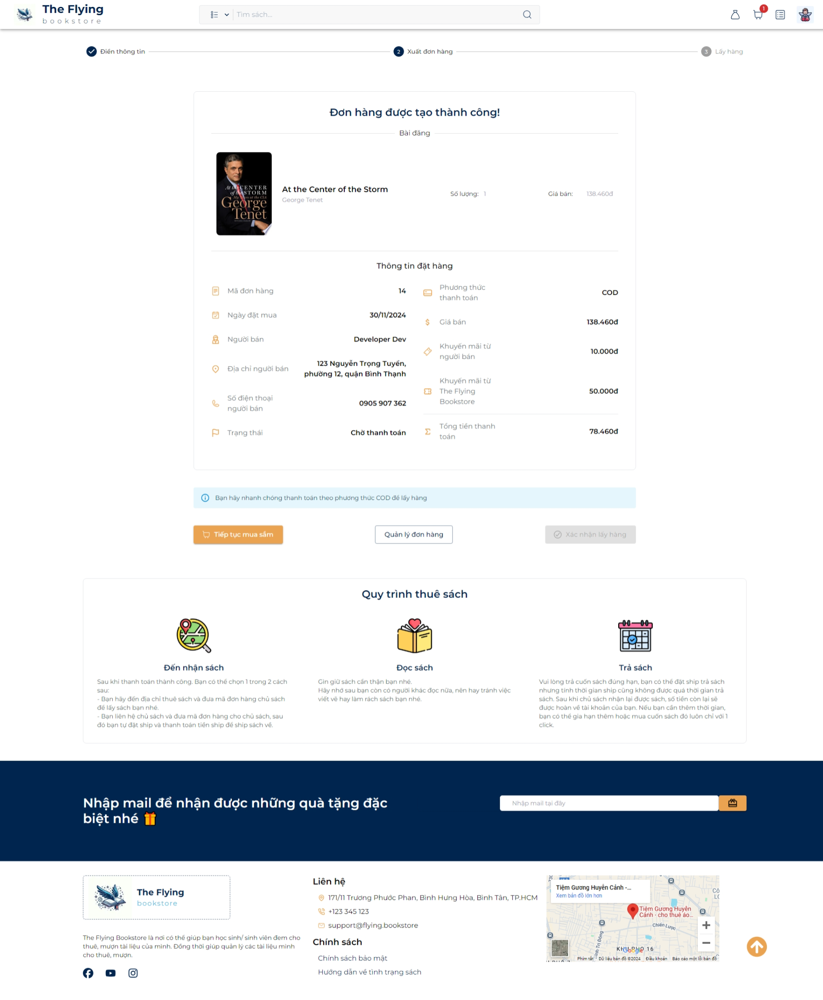 The Flying
bookstore
Tìm sách...
1
Điền thông tin
2
Xuất đơn hàng
3
Lấy hàng
Đơn hàng được tạo thành công!
Bài đăng
At the CENTER
of the STORM
My Years at the CIA
George
Tenet
At the Center of the Storm
George Tenet
Số lượng: 1
Giá bán: 138.460đ
Thông tin đặt hàng
Mã đơn hàng 14
Ngày đặt mua 30/11/2024
Người bán Developer Dev
Địa chỉ người bán 123 Nguyễn Trọng Tuyển,
phường 12, quận Bình Thạnh
Số điện thoại
người bán 0905 907 362
Trạng thái Chờ thanh toán
Phương thức
thanh toán COD
Giá bán 138.460đ
Khuyến mãi từ
người bán 10.000đ
Khuyến mãi từ
The Flying
Bookstore 50.000đ
Tổng tiền thanh
toán 78.460đ
Bạn hãy nhanh chóng thanh toán theo phương thức COD để lấy hàng
Tiếp tục mua sắm
Quản lý đơn hàng
Xác nhận lấy hàng
Quy trình thuê sách
Đến nhận sách
Sau khi thanh toán thành công. Bạn có thể chọn 1 trong 2 cách
sau:
- Bạn hãy đến địa chỉ thuê sách và đưa mã đơn hàng chủ sách
để lấy sách bạn nhé.
- Bạn liên hệ chủ sách và đưa mã đơn hàng cho chủ sách, sau
đó bạn tự đặt ship và thanh toán tiền ship để ship sách về.
Đọc sách
Gìn giữ sách cẩn thận bạn nhé.
Hãy nhớ sau bạn còn có người khác đọc nữa, nên hay tránh việc
viết vẽ hay làm rách sách bạn nhé.
Trả sách
Vui lòng trả cuốn sách đúng hạn, bạn có thể đặt ship trả sách
nhưng tính thời gian ship cũng không được quá thời gian trả
sách. Sau khi chủ sách nhận lại được sách, số tiền còn lại sẽ
được hoàn về tài khoản của bạn. Nếu bạn cần thêm thời gian,
bạn có thể gia hạn thêm hoặc mua cuốn sách đó luôn chỉ với 1
click.
Nhập mail để nhận được những quà tặng đặc
biệt nhé
Nhập mail tại đây
The Flying
bookstore
The Flying Bookstore là nơi có thể giúp bạn học sinh/ sinh viên đem cho
thuê, mượn tài liệu của mình. Đồng thời giúp quản lý các tài liệu mình
cho thuê, mượn.
Liên hệ
171/11 Trương Phước Phan, Bình Hưng Hòa, Bình Tân, TP.HCM
+123 345 123
support@flying.bookstore
Chính sách
Chính sách bảo mật
Hướng dẫn về tình trạng sách
Tiệm Gương Huyền Cảnh -...
Xem bản đồ lớn hơn
Tiệm Gương Huyền
Cảnh - cho thuê áo...
Chiến Lược
KHU PHỐ 16
Google
Phím tắt
Dữ liệu bản đồ ©2024
Điều khoản
Báo cáo một lỗi bản đồ